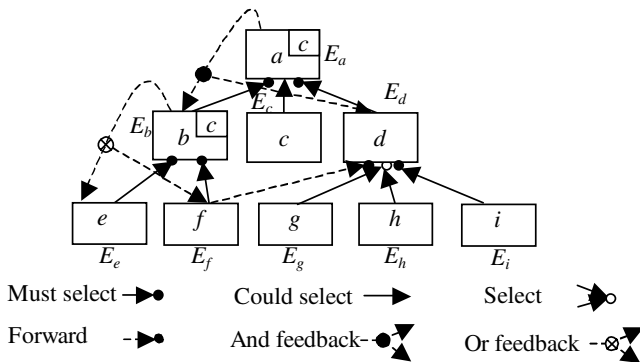 c
a E_a
E_c E_d
E_b b c c d
e f g h i
E_e E_f E_g E_h E_i
Must select Could select Select
Forward And feedback Or feedback